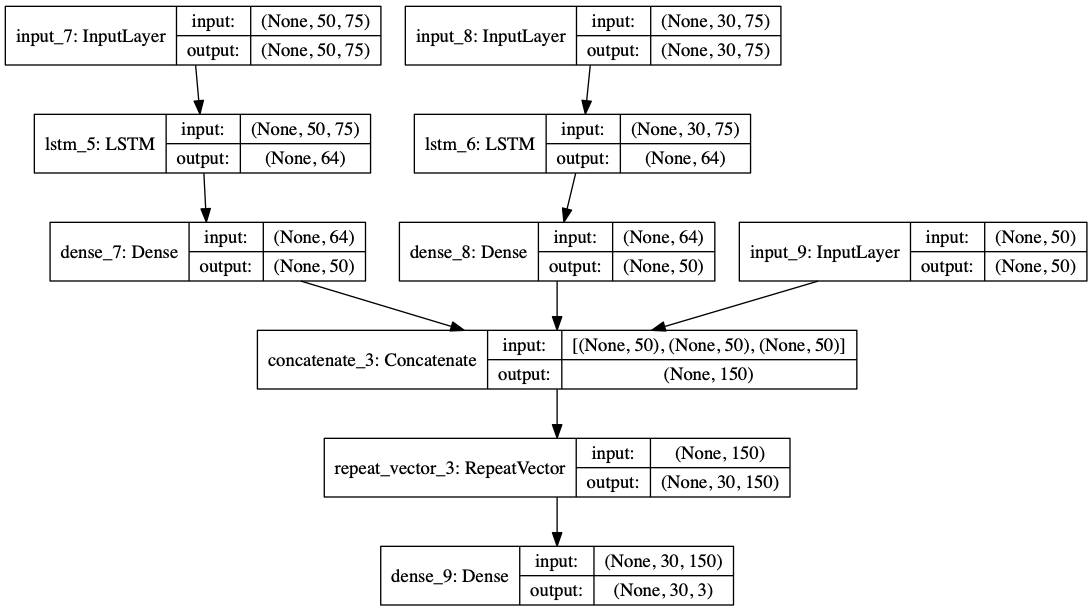 input_7: InputLayer
input:
(None, 50, 75)
output:
(None, 50, 75)
input_8: InputLayer
input:
(None, 30, 75)
output:
(None, 30, 75)
lstm_5: LSTM
input:
(None, 50, 75)
output:
(None, 64)
lstm_6: LSTM
input:
(None, 30, 75)
output:
(None, 64)
dense_7: Dense
input:
(None, 64)
output:
(None, 50)
dense_8: Dense
input:
(None, 64)
output:
(None, 50)
input_9: InputLayer
input:
(None, 50)
output:
(None, 50)
concatenate_3: Concatenate
input:
[(None, 50), (None, 50), (None, 50)]
output:
(None, 150)
repeat_vector_3: RepeatVector
input:
(None, 150)
output:
(None, 30, 150)
dense_9: Dense
input:
(None, 30, 150)
output:
(None, 30, 3)